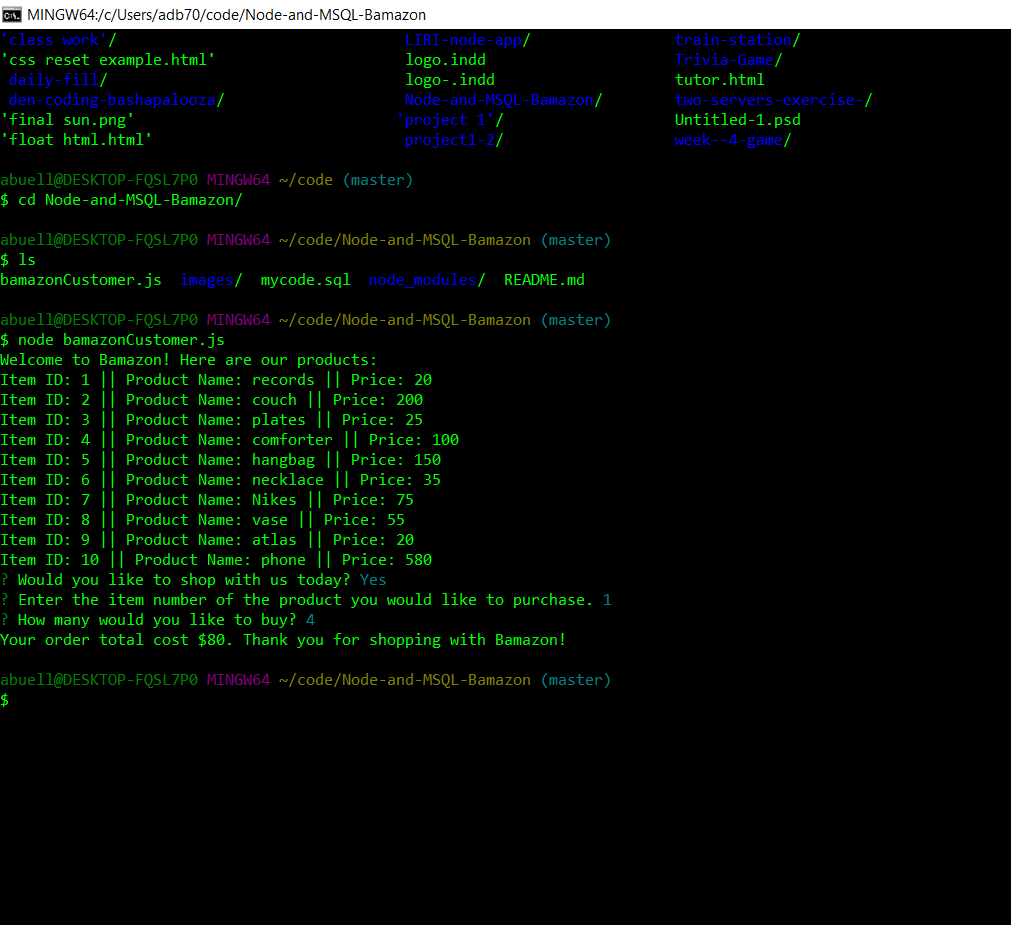 MINGW64:/c/Users/adb70/code/Node-and-MSQL-Bamazon
'class work'/ LIRI-node-app/ train-station/
'css reset example.html' logo.indd Trivia-Game/
daily-fill/ logo-.indd tutor.html
den-coding-bashapalooza/ Node-and-MSQL-Bamazon/ two-servers-exercise-/
'final sun.png' 'project 1'/ Untitled-1.psd
'float html.html' project1-2/ week--4-game/
abuell@DESKTOP-FQSL7P0 MINGW64 ~/code (master)
$ cd Node-and-MSQL-Bamazon/
abuell@DESKTOP-FQSL7P0 MINGW64 ~/code/Node-and-MSQL-Bamazon (master)
$ ls
bamazonCustomer.js images/ mycode.sql node_modules/ README.md
abuell@DESKTOP-FQSL7P0 MINGW64 ~/code/Node-and-MSQL-Bamazon (master)
$ node bamazonCustomer.js
Welcome to Bamazon! Here are our products:
Item ID: 1 || Product Name: records || Price: 20
Item ID: 2 || Product Name: couch || Price: 200
Item ID: 3 || Product Name: plates || Price: 25
Item ID: 4 || Product Name: comforter || Price: 100
Item ID: 5 || Product Name: hangbag || Price: 150
Item ID: 6 || Product Name: necklace || Price: 35
Item ID: 7 || Product Name: Nikes || Price: 75
Item ID: 8 || Product Name: vase || Price: 55
Item ID: 9 || Product Name: atlas || Price: 20
Item ID: 10 || Product Name: phone || Price: 580
? Would you like to shop with us today? Yes
? Enter the item number of the product you would like to purchase. 1
? How many would you like to buy? 4
Your order total cost $80. Thank you for shopping with Bamazon!
abuell@DESKTOP-FQSL7P0 MINGW64 ~/code/Node-and-MSQL-Bamazon (master)
$